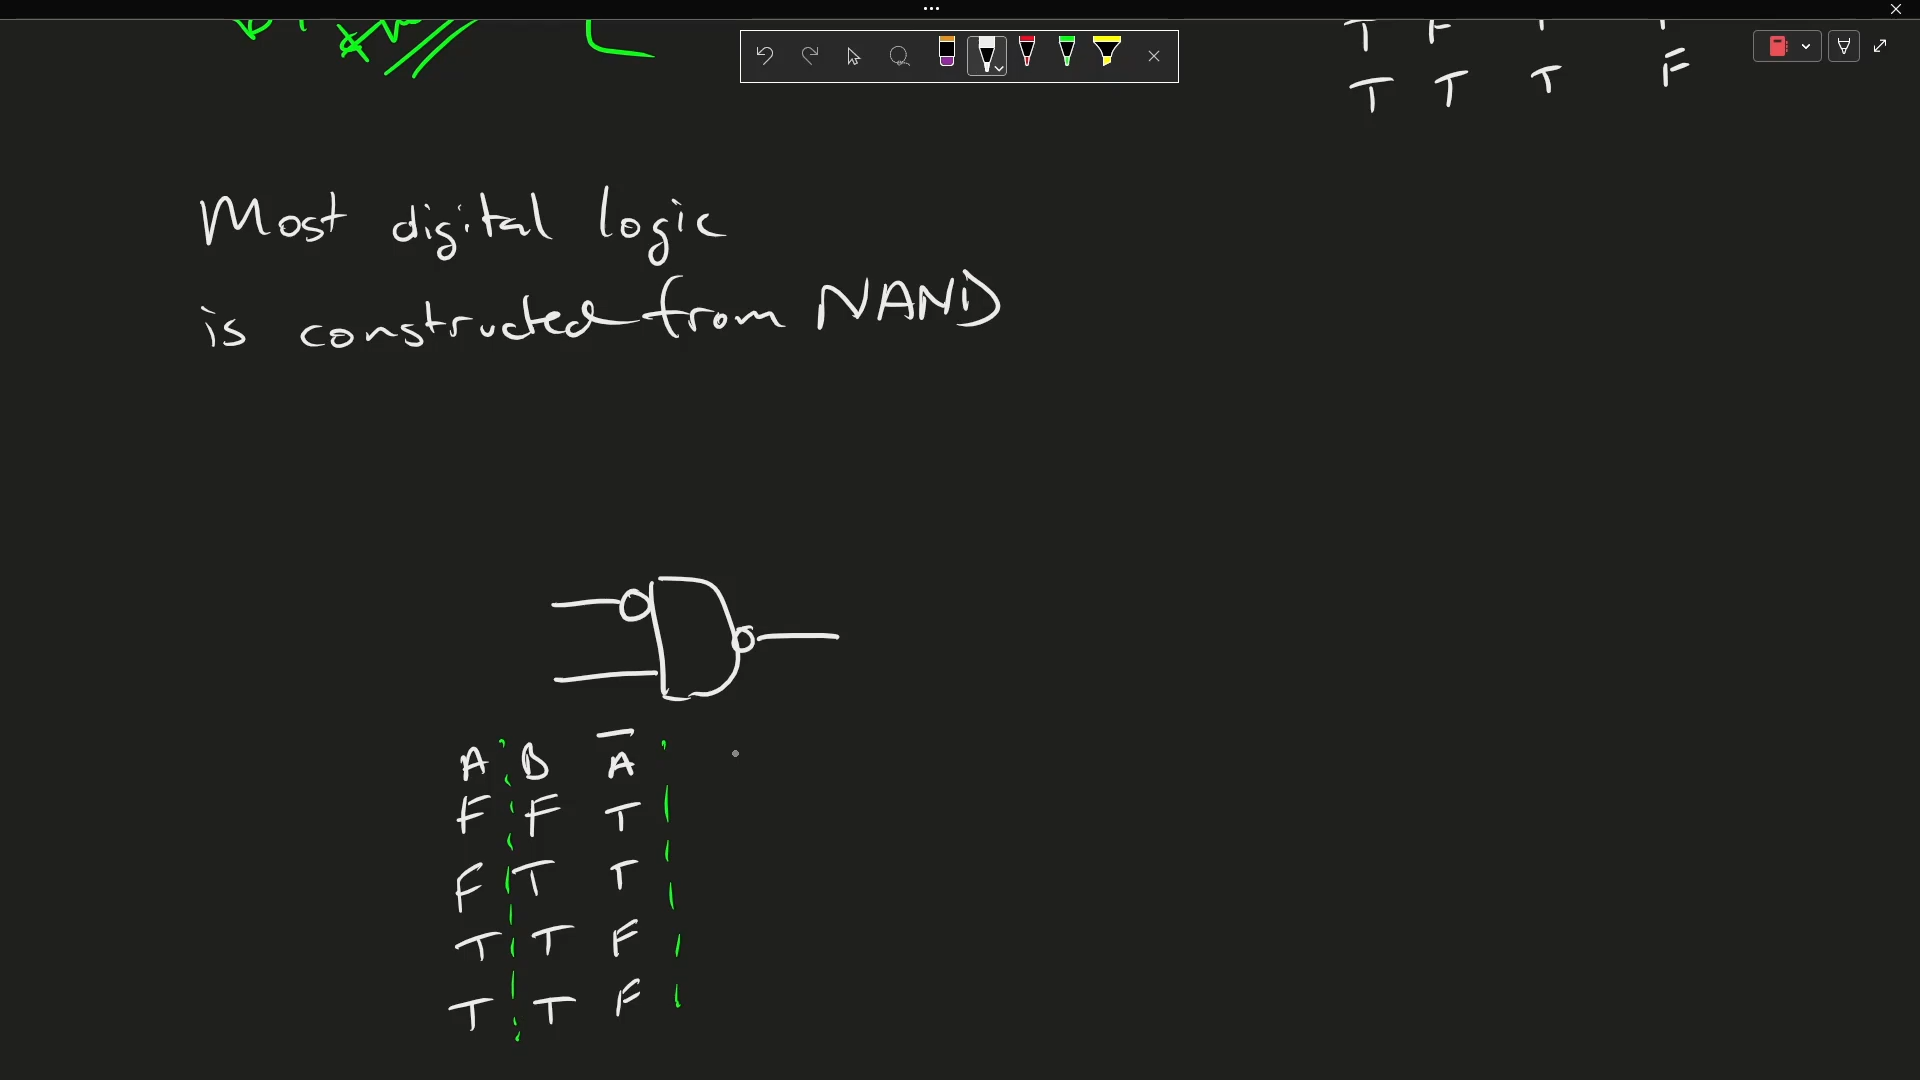 T F
T T T F
Most digital logic
is constructed from NAND
A B A̅
F F T
F T T
T T F
T T F